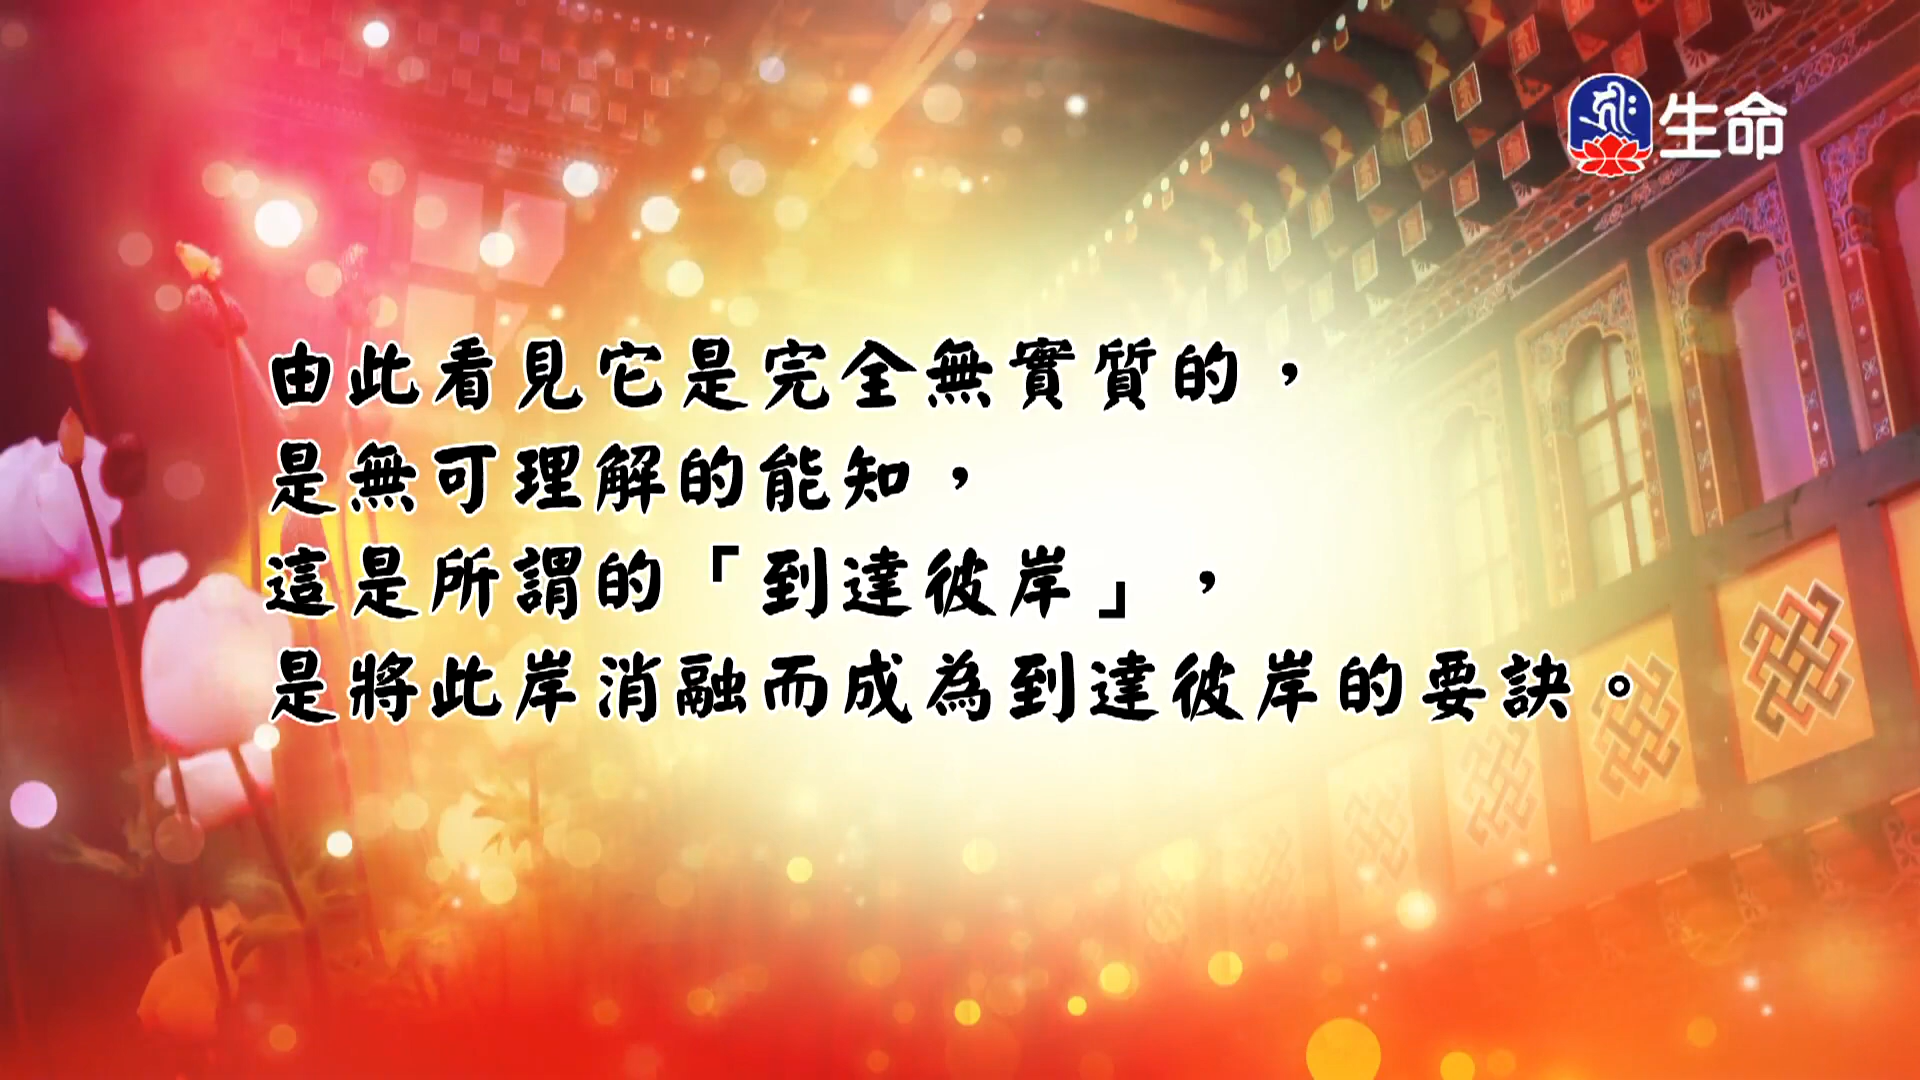 生命
由此看見它是完全無實質的，
是無可理解的能知，
這是所謂的「到達彼岸」，
是將此岸消融而成為到達彼岸的要訣。